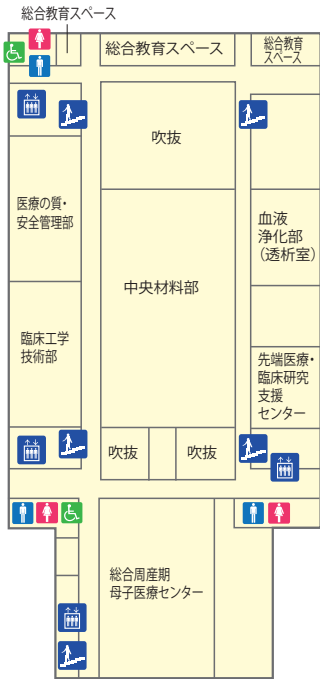 総合教育スペース
総合教育スペース
総合教育
スペース
吹抜
医療の質・
安全管理部
血液
浄化部
（透析室）
中央材料部
臨床工学
技術部
先端医療・
臨床研究
支援
センター
吹抜
吹抜
総合周産期
母子医療センター